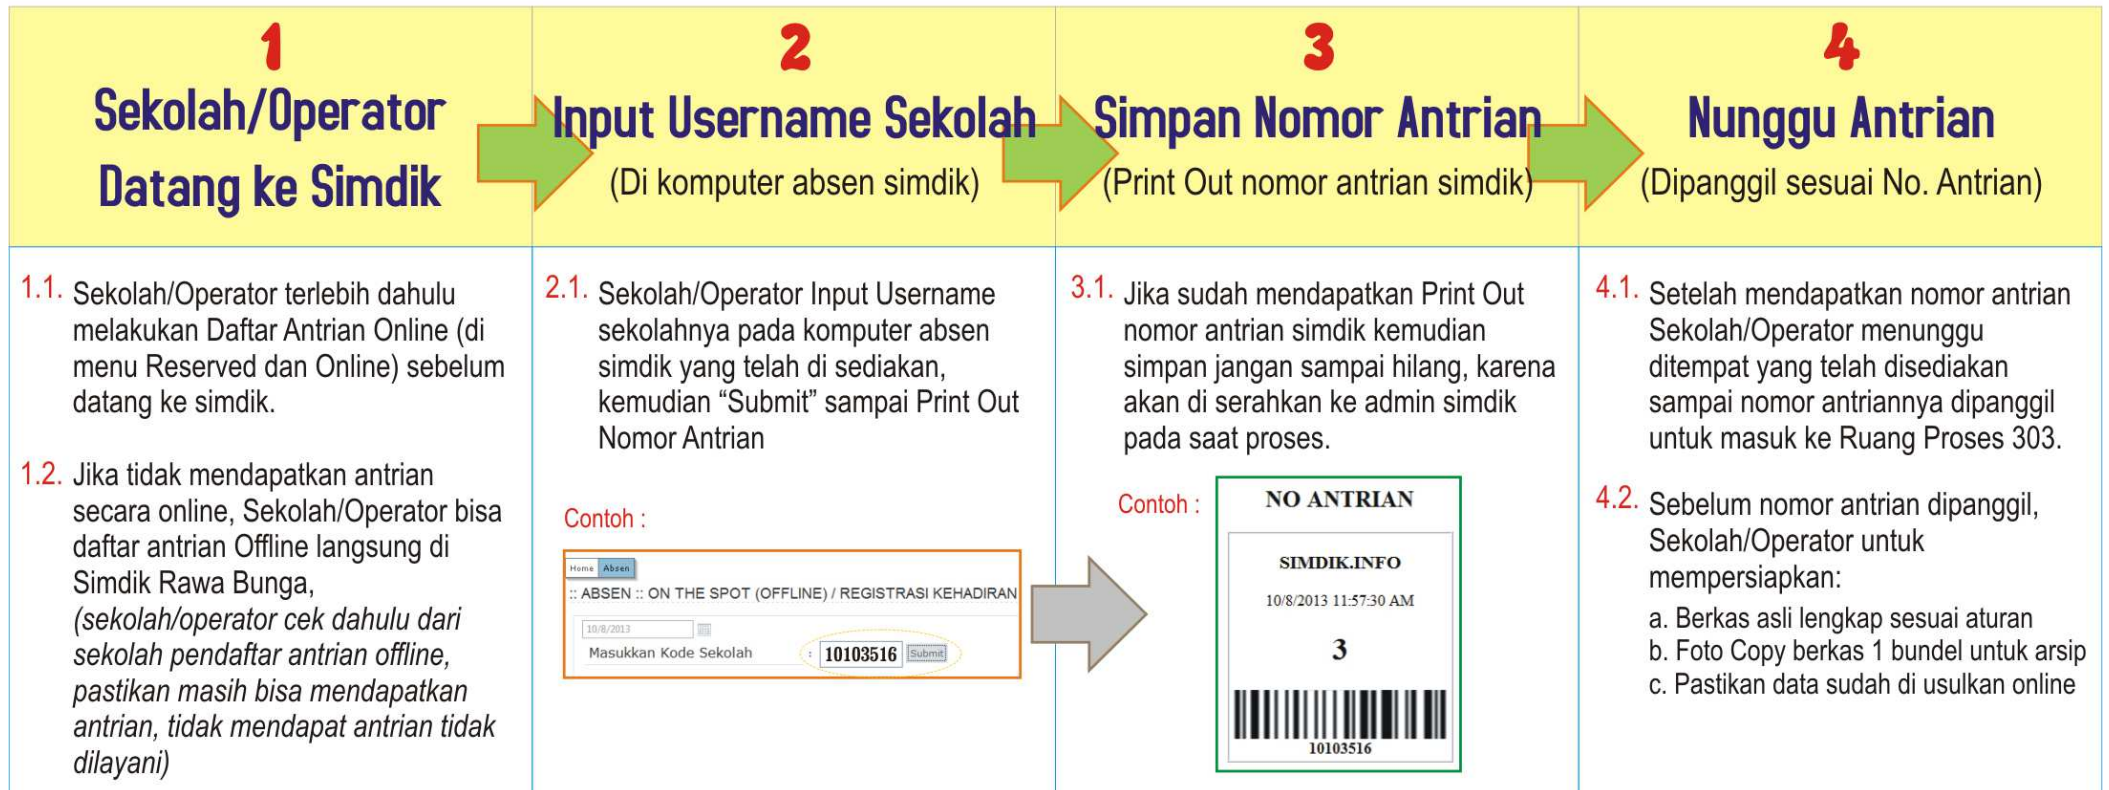 1
Sekolah/Operator
Datang ke Simdik
2
Input Username Sekolah
(Di komputer absen simdik)
3
Simpan Nomor Antrian
(Print Out nomor antrian simdik)
4
Nunggu Antrian
(Dipanggil sesuai No. Antrian)
1.1. Sekolah/Operator terlebih dahulu
melakukan Daftar Antrian Online (di
menu Reserved dan Online) sebelum
datang ke simdik.
1.2. Jika tidak mendapatkan antrian
secara online, Sekolah/Operator bisa
daftar antrian Offline langsung di
Simdik Rawa Bunga,
(sekolah/operator cek dahulu dari
sekolah pendaftar antrian offline,
pastikan masih bisa mendapatkan
antrian, tidak mendapat antrian tidak
dilayani)
2.1. Sekolah/Operator Input Username
sekolahnya pada komputer absen
simdik yang telah di sediakan,
kemudian “Submit” sampai Print Out
Nomor Antrian
Contoh :
Home Absen
:: ABSEN :: ON THE SPOT (OFFLINE) / REGISTRASI KEHADIRAN
10/8/2013
Masukkan Kode Sekolah : 10103516 Submit
3.1. Jika sudah mendapatkan Print Out
nomor antrian simdik kemudian
simpan jangan sampai hilang, karena
akan di serahkan ke admin simdik
pada saat proses.
Contoh :
NO ANTRIAN
SIMDIK.INFO
10/8/2013 11:57:30 AM
3
10103516
4.1. Setelah mendapatkan nomor antrian
Sekolah/Operator menunggu
ditempat yang telah disediakan
sampai nomor antriannya dipanggil
untuk masuk ke Ruang Proses 303.
4.2. Sebelum nomor antrian dipanggil,
Sekolah/Operator untuk
mempersiapkan:
a. Berkas asli lengkap sesuai aturan
b. Foto Copy berkas 1 bundel untuk arsip
c. Pastikan data sudah di usulkan online